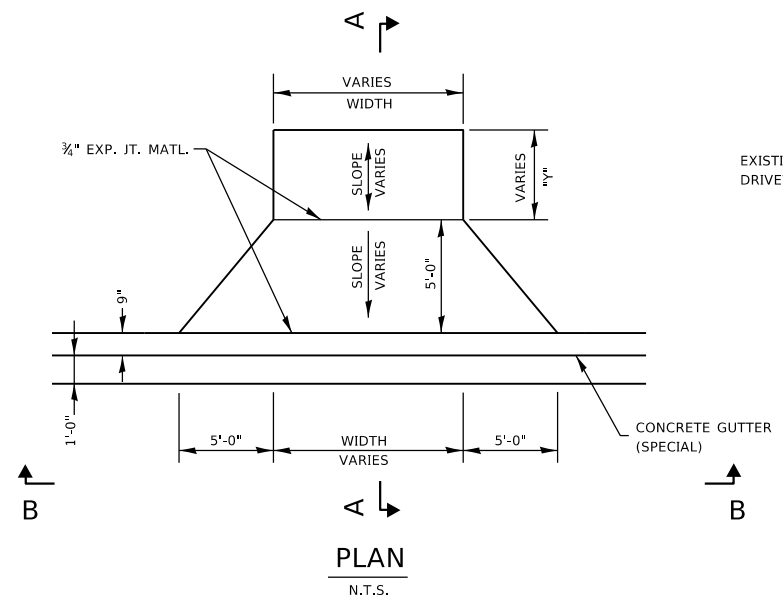 A
VARIES
WIDTH
¾" EXP. JT. MATL.
SLOPE
VARIES
VARIES
"Y"
EXISTI
DRIVE
SLOPE
VARIES
5'-0"
9"
1'-0"
5'-0"
WIDTH
VARIES
5'-0"
CONCRETE GUTTER
(SPECIAL)
B
A
B
PLAN
N.T.S.